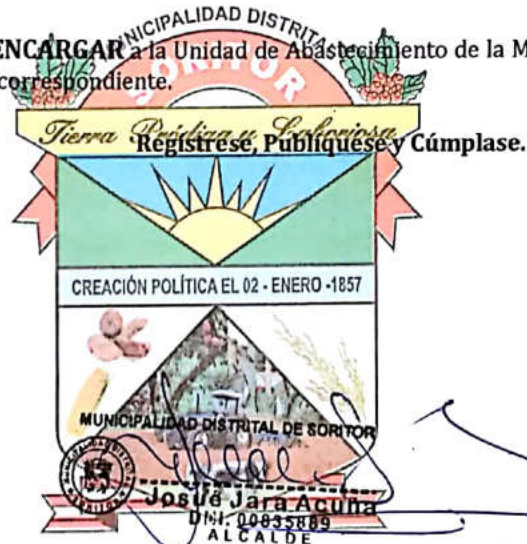 MUNICIPALIDAD DISTRITA
ENCARGAR a la Unidad de Abastecimiento de la M
correspondiente.
SORITOR
Tierra Pródiga y Laboriosa
Regístrese, Publíquese y Cúmplase.
CREACIÓN POLÍTICA EL 02 - ENERO -1857
MUNICIPALIDAD DISTRITAL DE SORITOR
Josué Jara Acuña
DNI. 00835889
ALCALDE